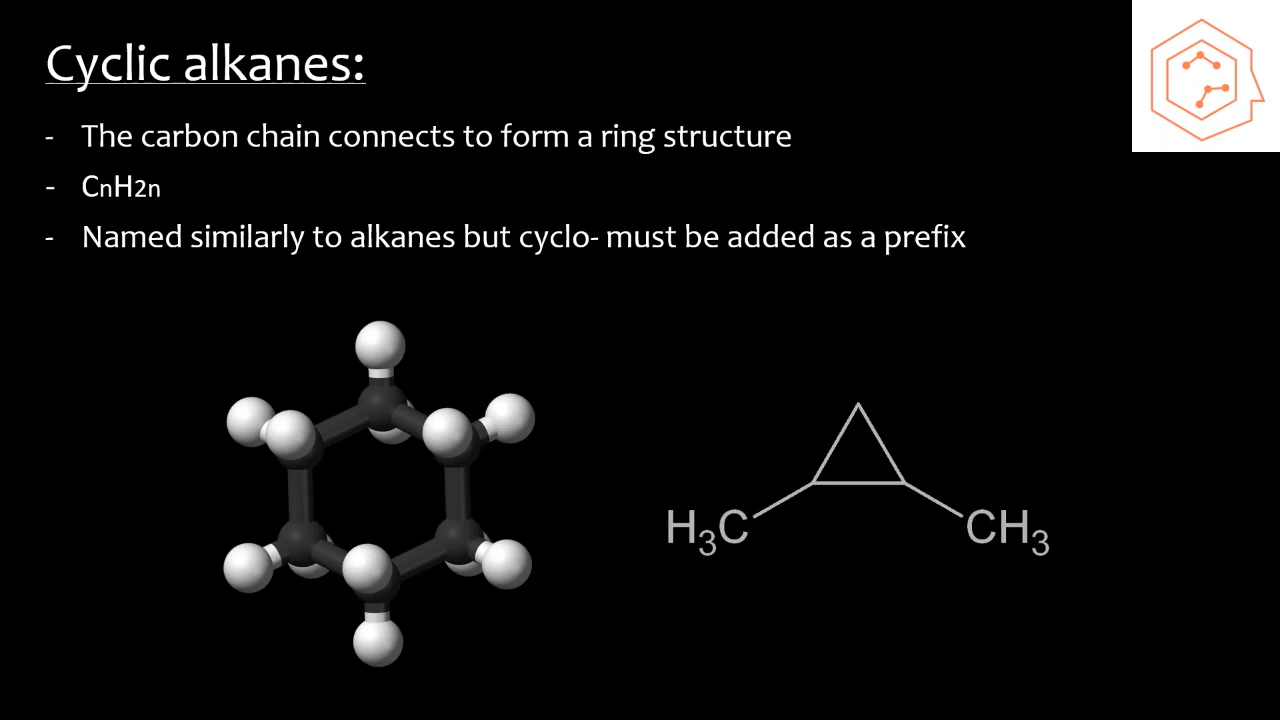 Cyclic alkanes:
- The carbon chain connects to form a ring structure
- CnH2n
- Named similarly to alkanes but cyclo- must be added as a prefix
H₃C CH₃